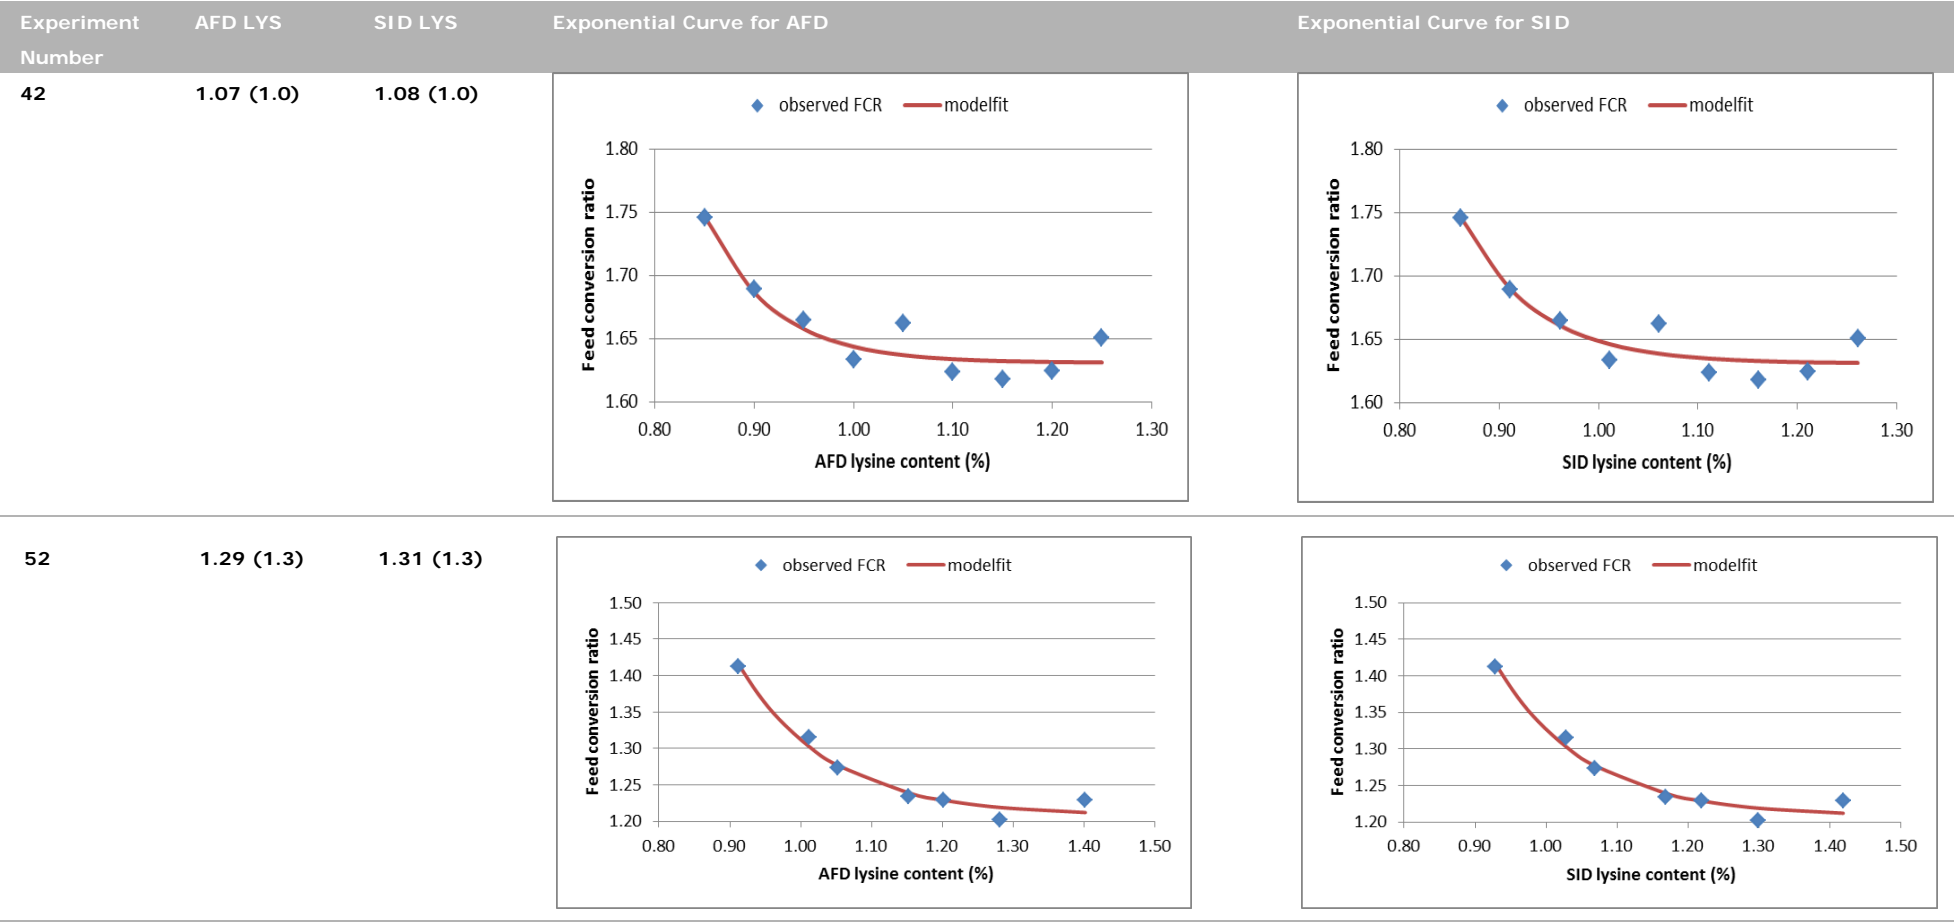 Experiment Number AFD LYS SID LYS Exponential Curve for AFD Exponential Curve for SID
42 1.07 (1.0) 1.08 (1.0)
observed FCR modelfit
Feed conversion ratio
1.80
1.75
1.70
1.65
1.60
0.80 0.90 1.00 1.10 1.20 1.30
AFD lysine content (%)
observed FCR modelfit
Feed conversion ratio
1.80
1.75
1.70
1.65
1.60
0.80 0.90 1.00 1.10 1.20 1.30
SID lysine content (%)
52 1.29 (1.3) 1.31 (1.3)
observed FCR modelfit
Feed conversion ratio
1.50
1.45
1.40
1.35
1.30
1.25
1.20
0.80 0.90 1.00 1.10 1.20 1.30 1.40 1.50
AFD lysine content (%)
observed FCR modelfit
Feed conversion ratio
1.50
1.45
1.40
1.35
1.30
1.25
1.20
0.80 0.90 1.00 1.10 1.20 1.30 1.40 1.50
SID lysine content (%)